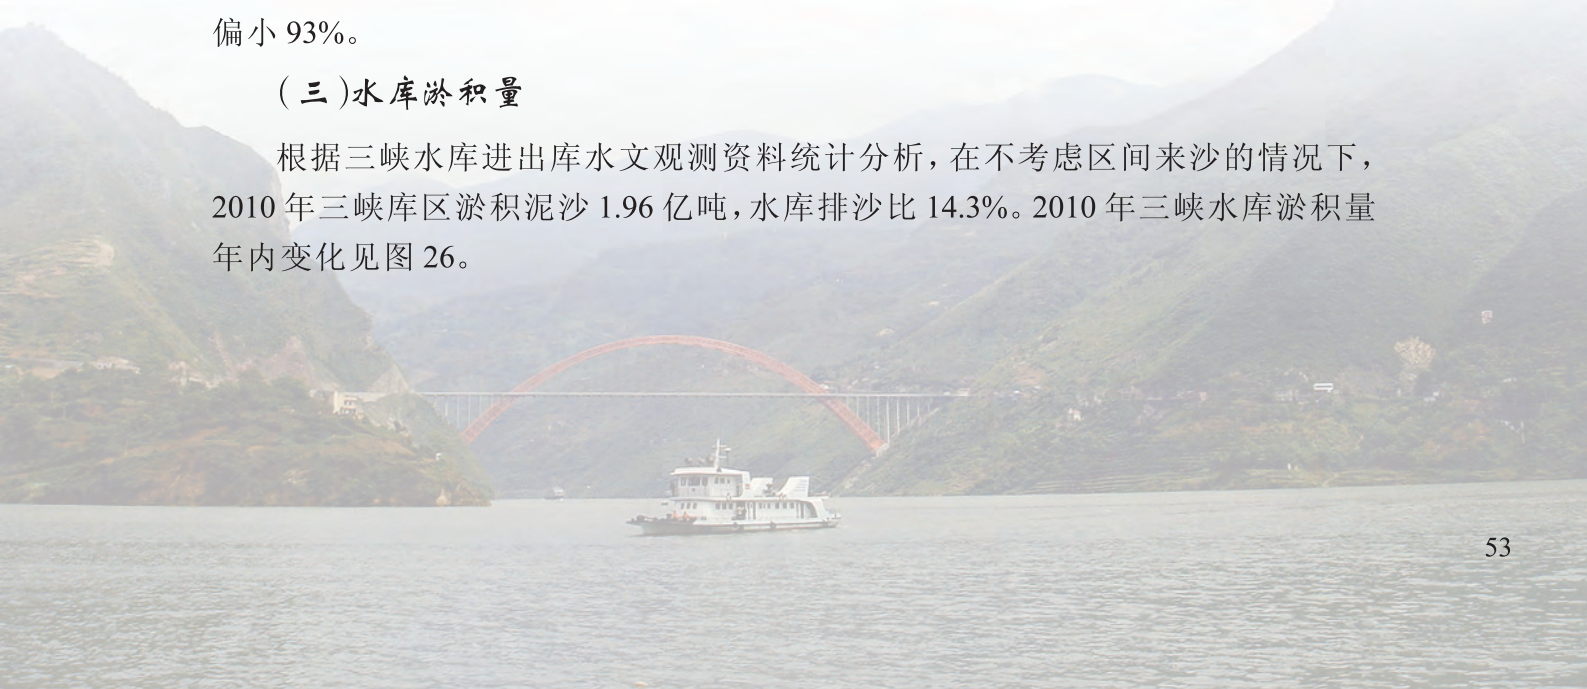 偏小 93%。
(三)水库淤积量
根据三峡水库进出库水文观测资料统计分析,在不考虑区间来沙的情况下,
2010 年三峡库区淤积泥沙 1.96 亿吨,水库排沙比 14.3%。2010 年三峡水库淤积量
年内变化见图 26。
53